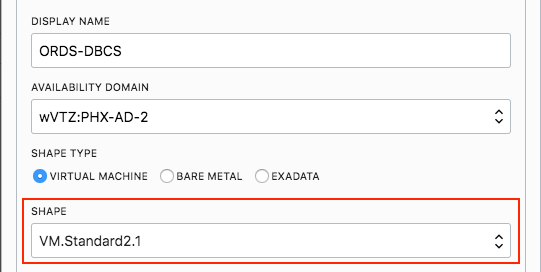 DISPLAY NAME
ORDS-DBCS
AVAILABILITY DOMAIN
wVTZ:PHX-AD-2
SHAPE TYPE
VIRTUAL MACHINE BARE METAL EXADATA
SHAPE
VM.Standard2.1